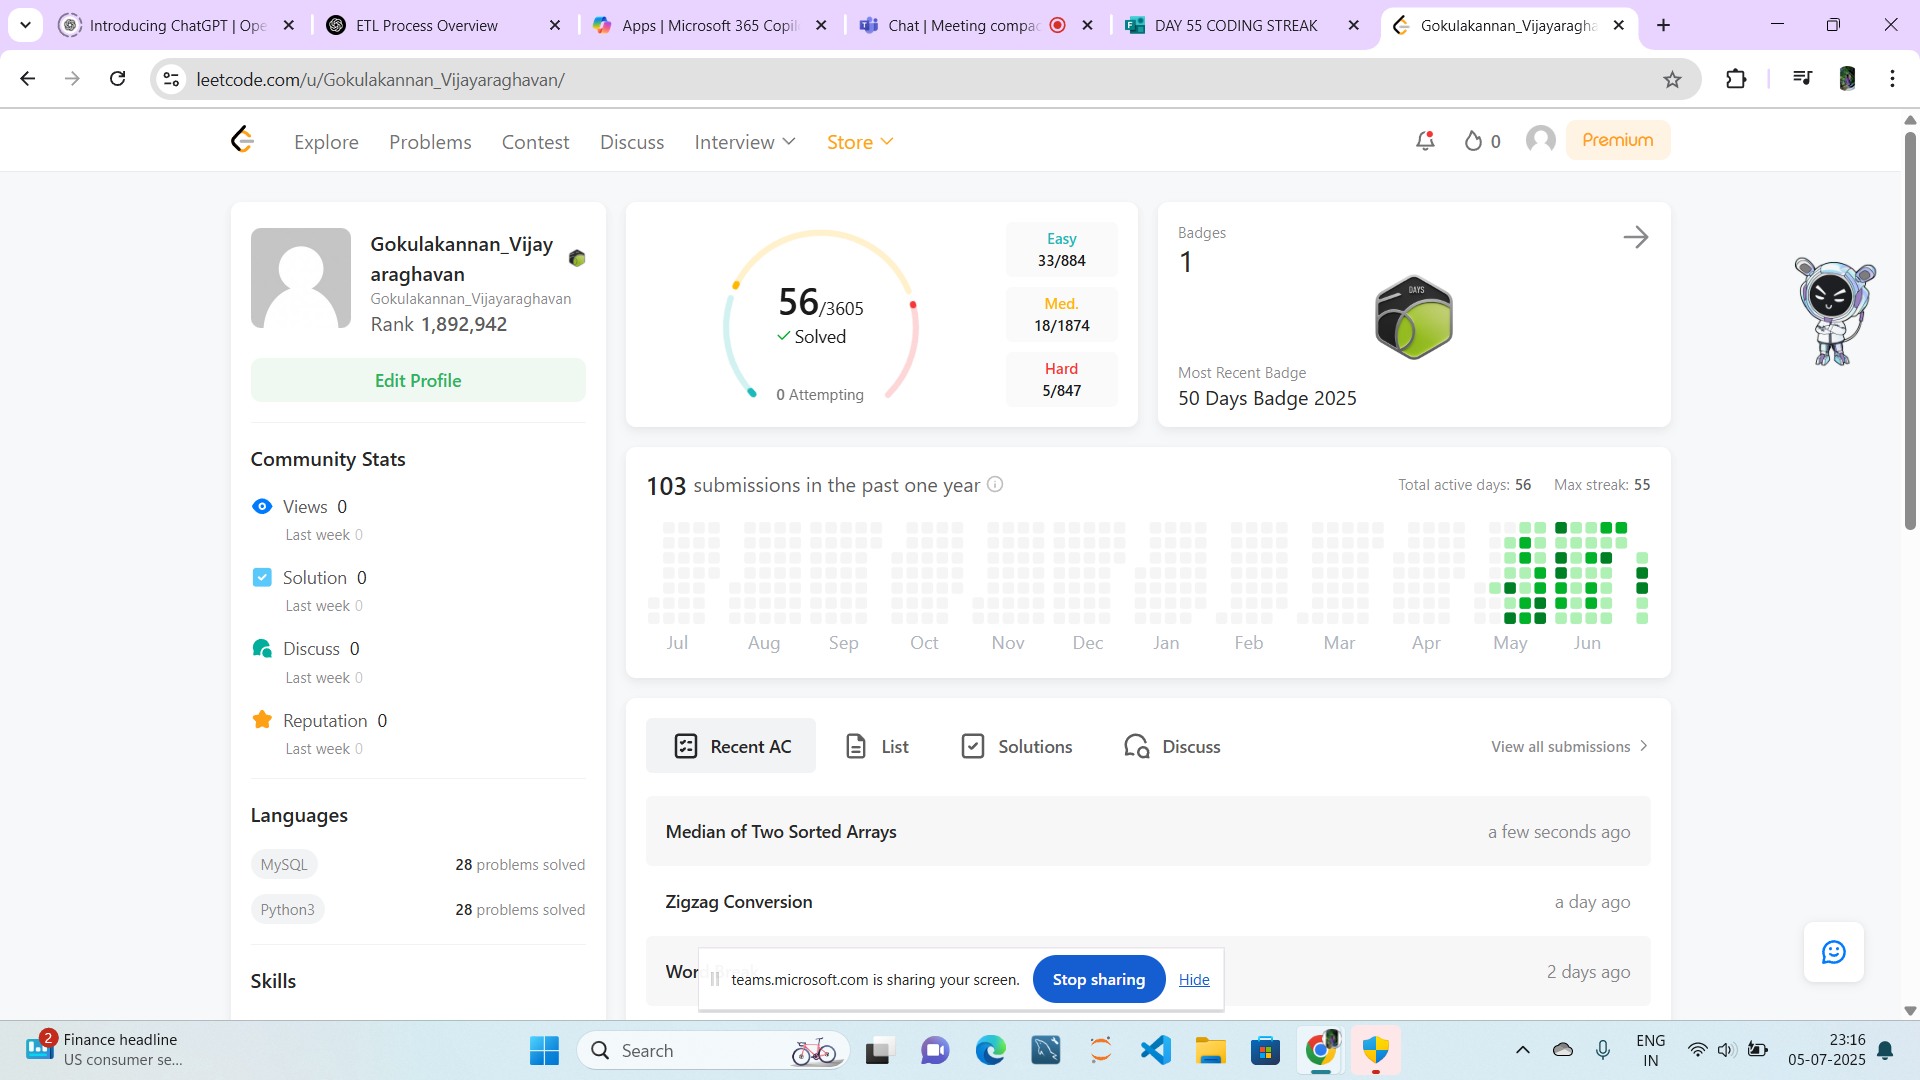 Introducing ChatGPT | Ope
ETL Process Overview
Apps | Microsoft 365 Copil
Chat | Meeting compac
DAY 55 CODING STREAK
Gokulakannan_Vijayaragha
leetcode.com/u/Gokulakannan_Vijayaraghavan/
Explore
Problems
Contest
Discuss
Interview
Store
0
Premium
Gokulakannan_Vijay
araghavan
Gokulakannan_Vijayaraghavan
Rank 1,892,942
Edit Profile
Community Stats
Views 0
Last week 0
Solution 0
Last week 0
Discuss 0
Last week 0
Reputation 0
Last week 0
Languages
MySQL 28 problems solved
Python3 28 problems solved
Skills
56/3605
Solved
0 Attempting
Easy
33/884
Med.
18/1874
Hard
5/847
Badges
1
DAYS
Most Recent Badge
50 Days Badge 2025
103 submissions in the past one year
Total active days: 56 Max streak: 55
Jul Aug Sep Oct Nov Dec Jan Feb Mar Apr May Jun
Recent AC
List
Solutions
Discuss
View all submissions
Median of Two Sorted Arrays a few seconds ago
Zigzag Conversion a day ago
2 days ago
teams.microsoft.com is sharing your screen. Stop sharing Hide
2
Finance headline
US consumer se...
Search
ENG
IN
23:16
05-07-2025